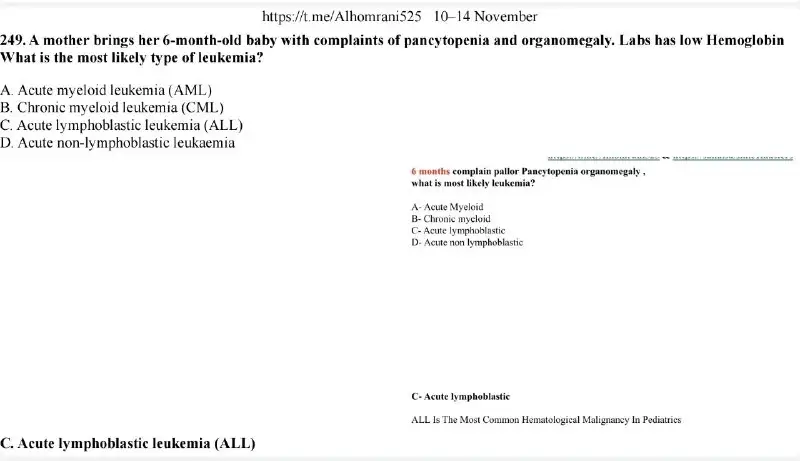 https://t.me/Alhomrani525 10–14 November
249. A mother brings her 6-month-old baby with complaints of pancytopenia and organomegaly. Labs has low Hemoglobin
What is the most likely type of leukemia?
A. Acute myeloid leukemia (AML)
B. Chronic myeloid leukemia (CML)
C. Acute lymphoblastic leukemia (ALL)
D. Acute non-lymphoblastic leukaemia
6 months complain pallor Pancytopenia organomegaly ,
what is most likely leukemia?
A- Acute Myeloid
B- Chronic myeloid
C- Acute lymphoblastic
D- Acute non lymphoblastic
C- Acute lymphoblastic
ALL Is The Most Common Hematological Malignancy In Pediatrics
C. Acute lymphoblastic leukemia (ALL)